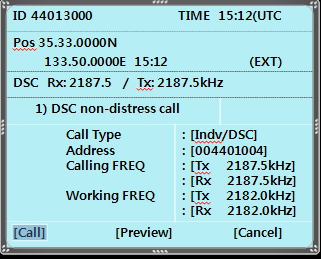 ID 44013000 TIME 15:12(UTC
Pos 35.33.0000N
133.50.0000E 15:12 (EXT)
DSC Rx: 2187.5 / Tx: 2187.5kHz
1) DSC non-distress call
Call Type : [Indv/DSC]
Address : [004401004]
Calling FREQ : [Tx 2187.5kHz]
: [Rx 2187.5kHz]
Working FREQ : [Tx 2182.0kHz]
: [Rx 2182.0kHz]
[Call] [Preview] [Cancel]